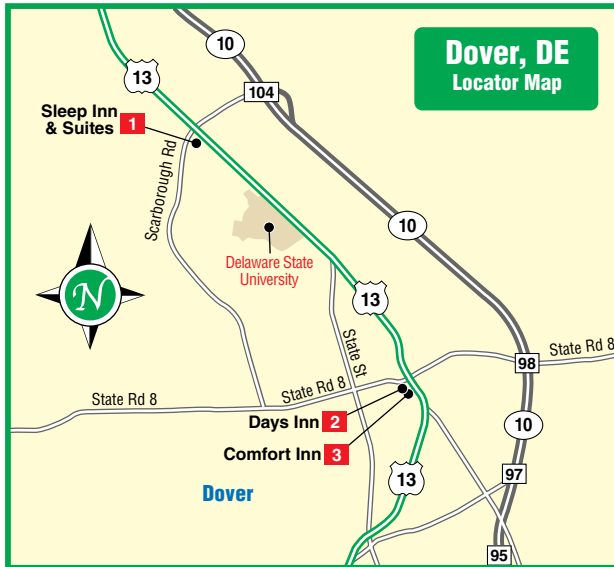 Dover, DE
Locator Map
10
13
104
Sleep Inn
& Suites 1
Scarborough Rd
10
Delaware State
University
N
13
State St
98
State Rd 8
State Rd 8
State Rd 8
Days Inn 2
10
Comfort Inn 3
97
13
Dover
95